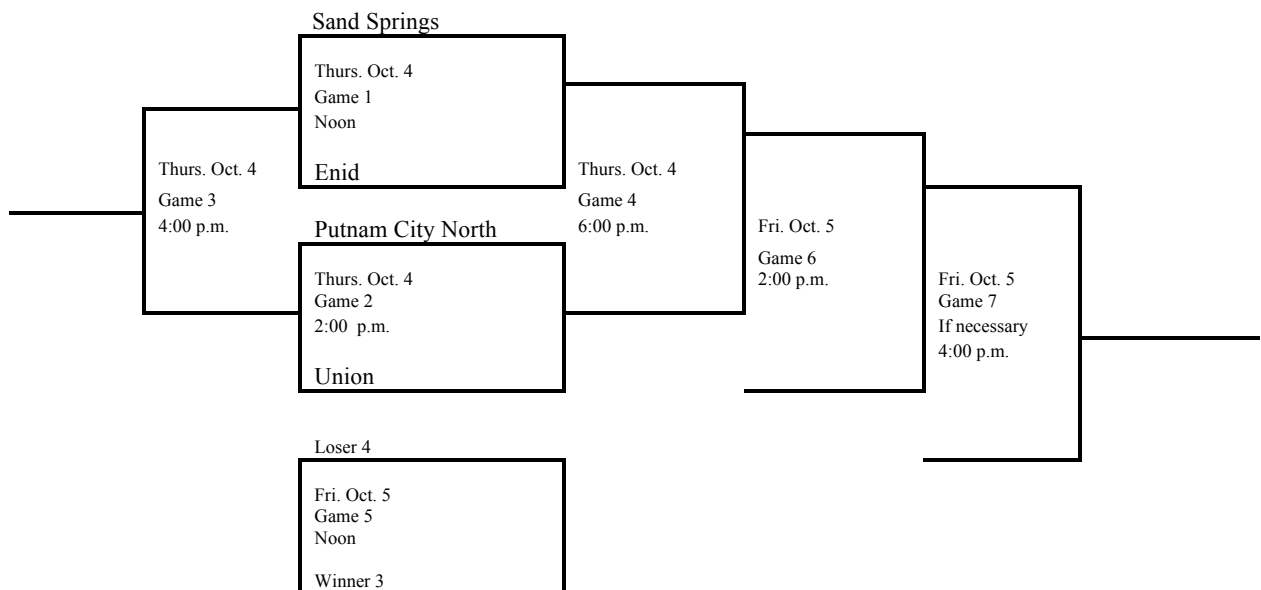 Sand Springs
Thurs. Oct. 4
Game 1
Noon
Enid
Thurs. Oct. 4
Game 3
4:00 p.m.
Thurs. Oct. 4
Game 4
6:00 p.m.
Putnam City North
Thurs. Oct. 4
Game 2
2:00 p.m.
Union
Fri. Oct. 5
Game 6
2:00 p.m.
Fri. Oct. 5
Game 7
If necessary
4:00 p.m.
Loser 4
Fri. Oct. 5
Game 5
Noon
Winner 3